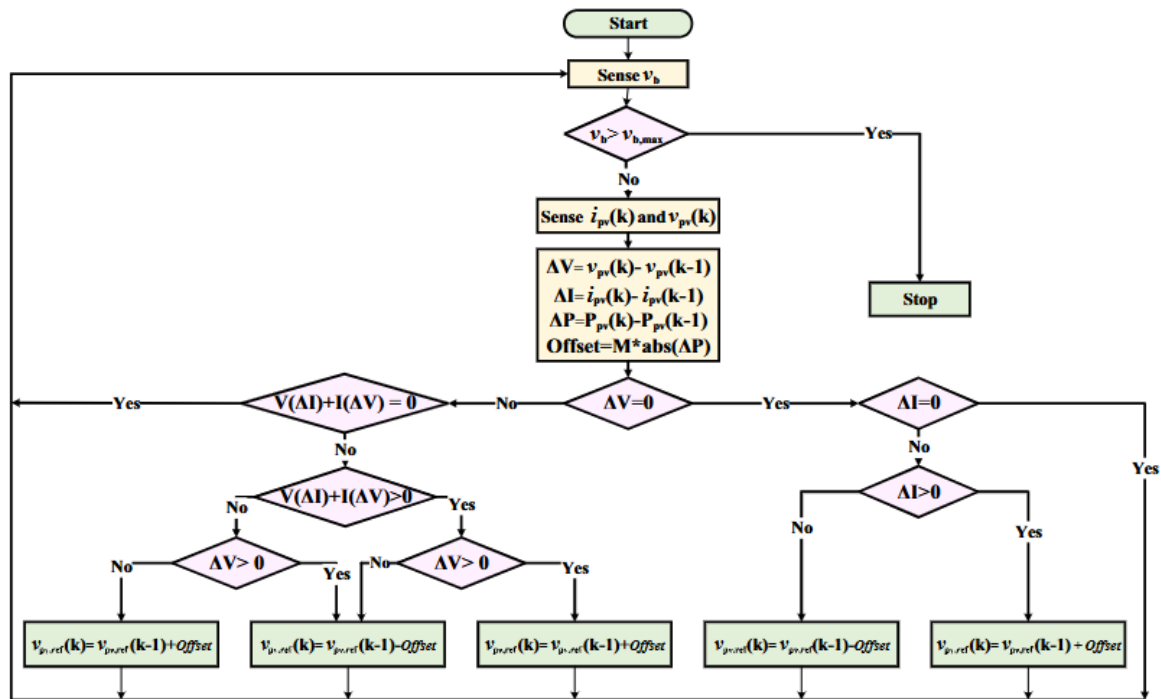 Start
Sense v_b
v_b> v_b,max
Yes
No
Sense i_pv(k) and v_pv(k)
ΔV= v_pv(k)- v_pv(k-1)
ΔI= i_pv(k)- i_pv(k-1)
ΔP=P_pv(k)-P_pv(k-1)
Offset=M*abs(ΔP)
Stop
Yes
V(ΔI)+I(ΔV) = 0
No
ΔV=0
Yes
ΔI=0
No
No
Yes
V(ΔI)+I(ΔV)>0
ΔI>0
No
Yes
No
Yes
No
ΔV> 0
Yes
No
ΔV> 0
Yes
v_pv,ref(k)= v_pv,ref(k-1)+Offset
v_pv,ref(k)= v_pv,ref(k-1)-Offset
v_pv,ref(k)= v_pv,ref(k-1)+Offset
v_pv,ref(k)= v_pv,ref(k-1)-Offset
v_pv,ref(k)= v_pv,ref(k-1) + Offset